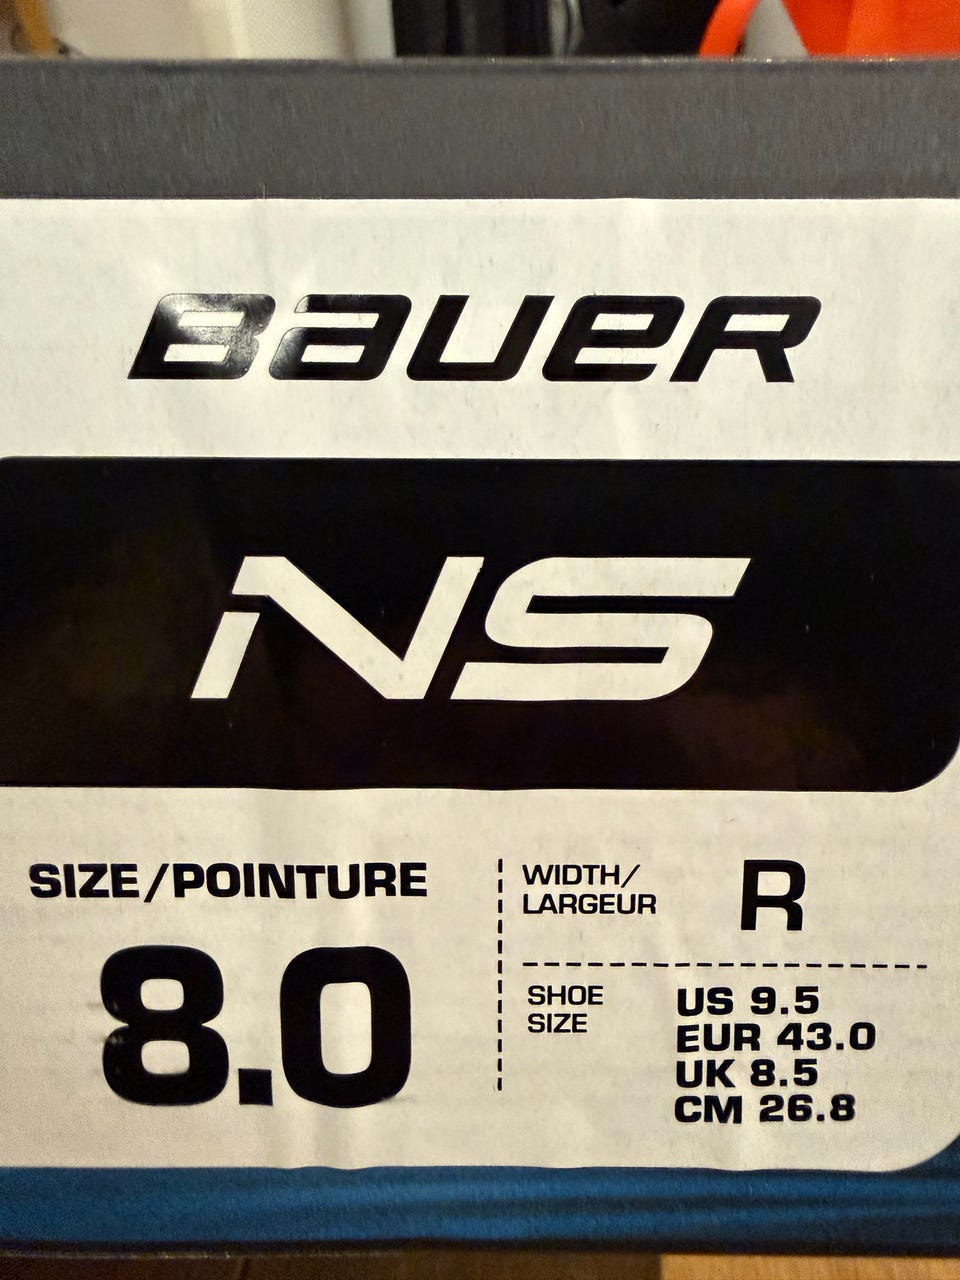 BAUER
NS
SIZE/POINTURE
8.0
WIDTH/
LARGEUR
R
SHOE
SIZE
US 9.5
EUR 43.0
UK 8.5
CM 26.8